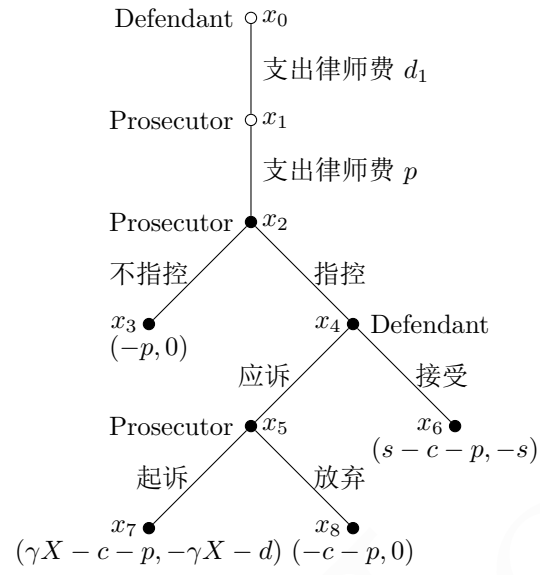 Defendant x₀
支出律师费 d₁
Prosecutor x₁
支出律师费 p
Prosecutor x₂
不指控 指控
x₃ x₄ Defendant
(−p, 0)
应诉 接受
Prosecutor x₅ x₆
(s − c − p, −s)
起诉 放弃
x₇ x₈
(γX − c − p, −γX − d) (−c − p, 0)